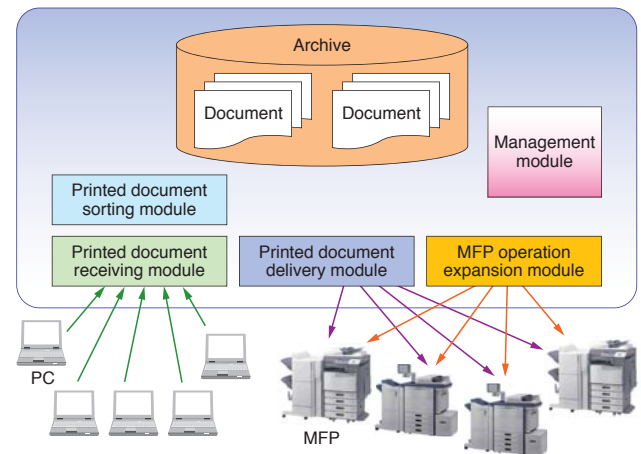 Archive
Document
Document
Management
module
Printed document
sorting module
Printed document
receiving module
Printed document
delivery module
MFP operation
expansion module
PC
MFP